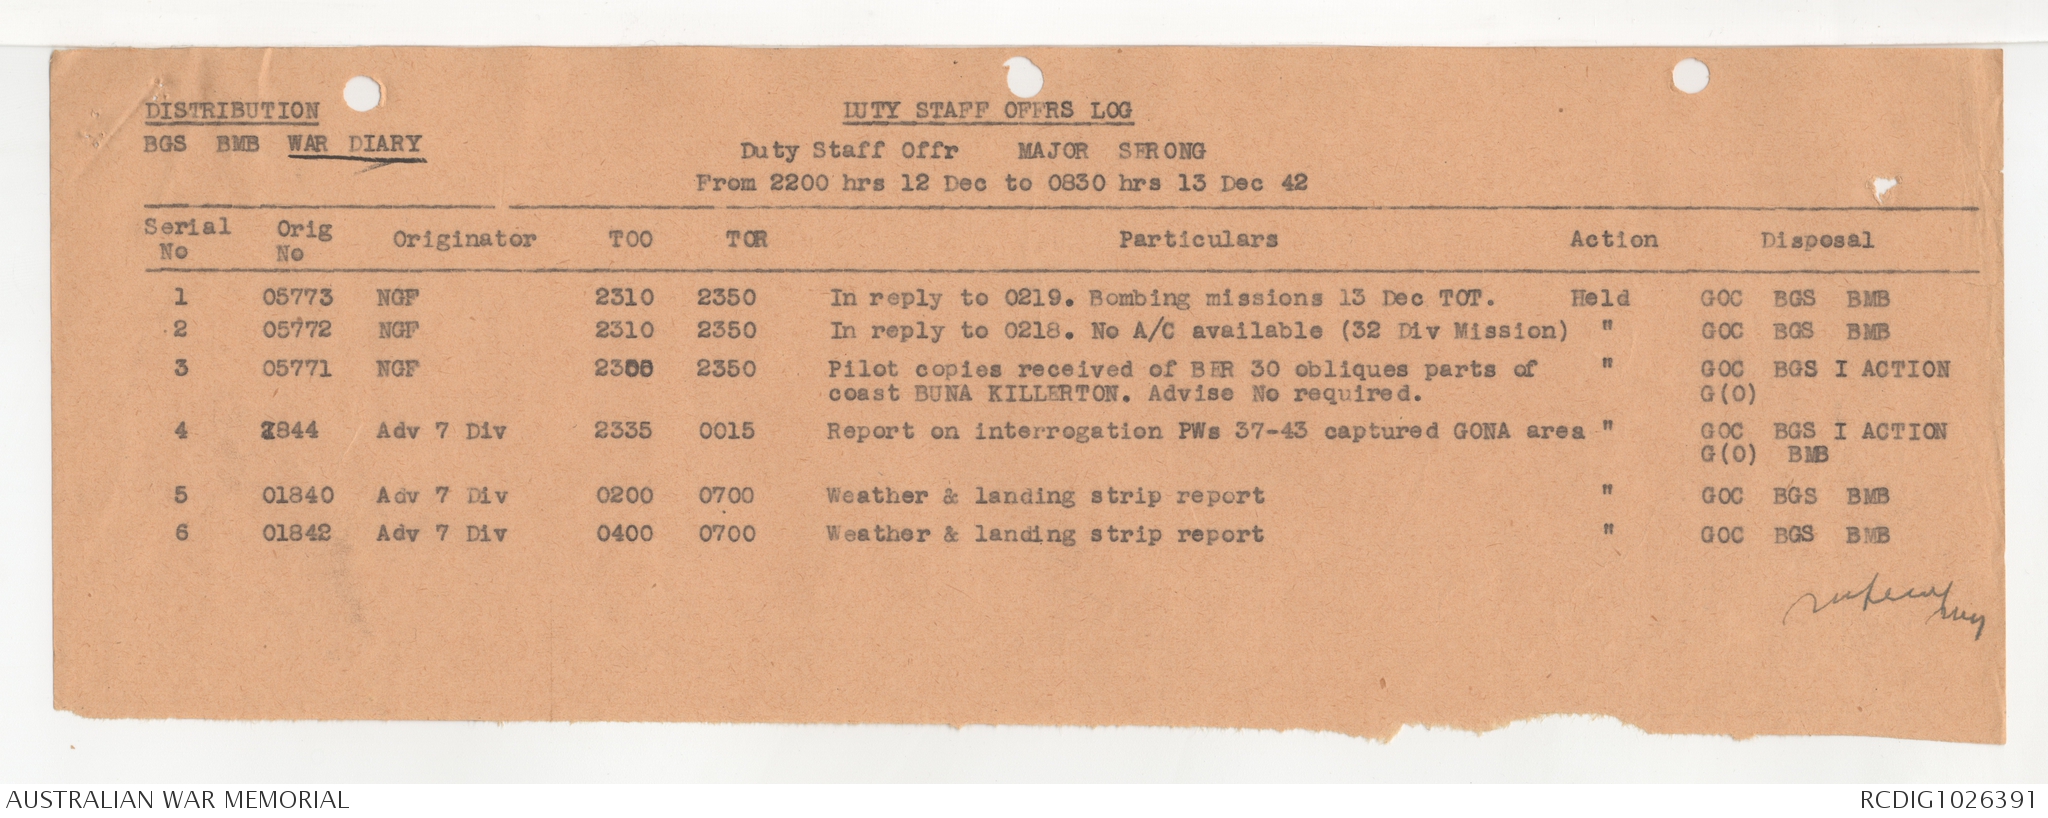 DISTRIBUTION
BGS BMB WAR DIARY
DUTY STAFF OFFRS LOG
Duty Staff Offr MAJOR SERONG
From 2200 hrs 12 Dec to 0830 hrs 13 Dec 42
Serial No Orig No Originator TOO TOR Particulars Action Disposal
1 05773 NGF 2310 2350 In reply to 0219. Bombing missions 13 Dec TOT. Held GOC BGS BMB
2 05772 NGF 2310 2350 In reply to 0218. No A/C available (32 Div Mission) " GOC BGS BMB
3 05771 NGF 2300 2350 Pilot copies received of BER 30 obliques parts of " GOC BGS I ACTION
coast BUNA KILLERTON. Advise No required. G(O)
4 1844 Adv 7 Div 2335 0015 Report on interrogation PWs 37-43 captured GONA area " GOC BGS I ACTION
G(O) BMB
5 01840 Adv 7 Div 0200 0700 Weather & landing strip report " GOC BGS BMB
6 01842 Adv 7 Div 0400 0700 Weather & landing strip report " GOC BGS BMB
AUSTRALIAN WAR MEMORIAL RCDIG1026391